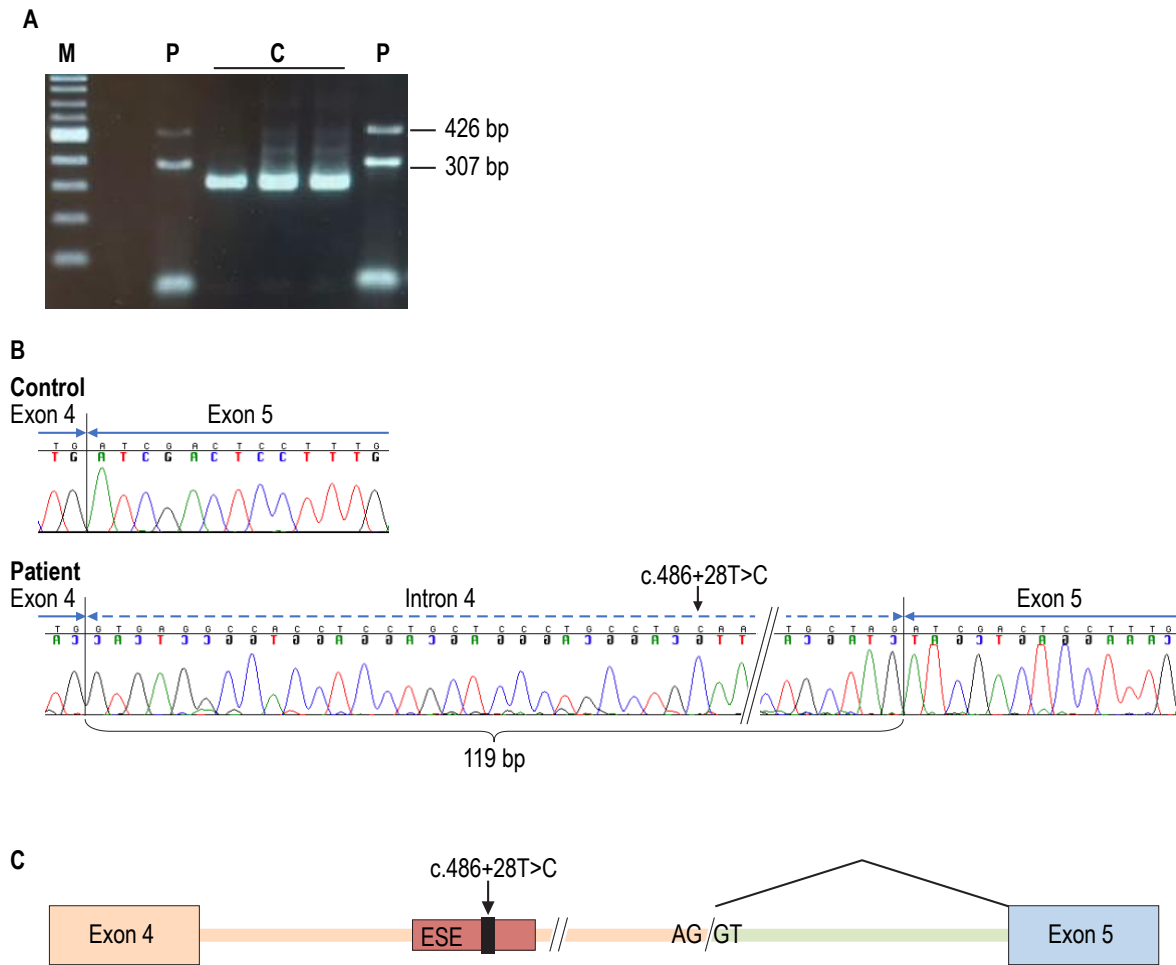 A
M P C P
426 bp
307 bp
B
Control
Exon 4 Exon 5
T G A T C G A C T C C T T T G
T G A T C G A C T C C T T T G
c.486+28T>C
Patient
Exon 4 Intron 4 Exon 5
119 bp
C
c.486+28T>C
Exon 4 ESE // AG / GT Exon 5